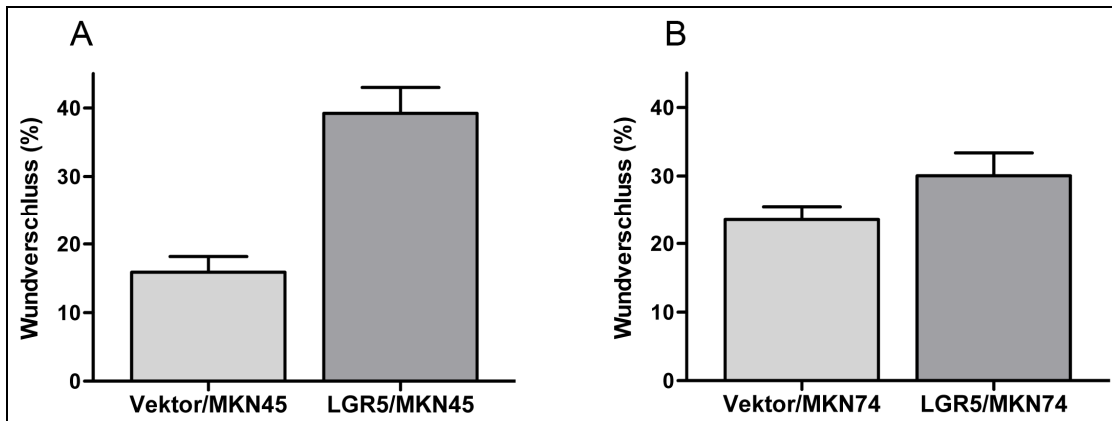 A
Wundverschluss (%)
40
30
20
10
0
Vektor/MKN45 LGR5/MKN45
B
Wundverschluss (%)
40
30
20
10
0
Vektor/MKN74 LGR5/MKN74